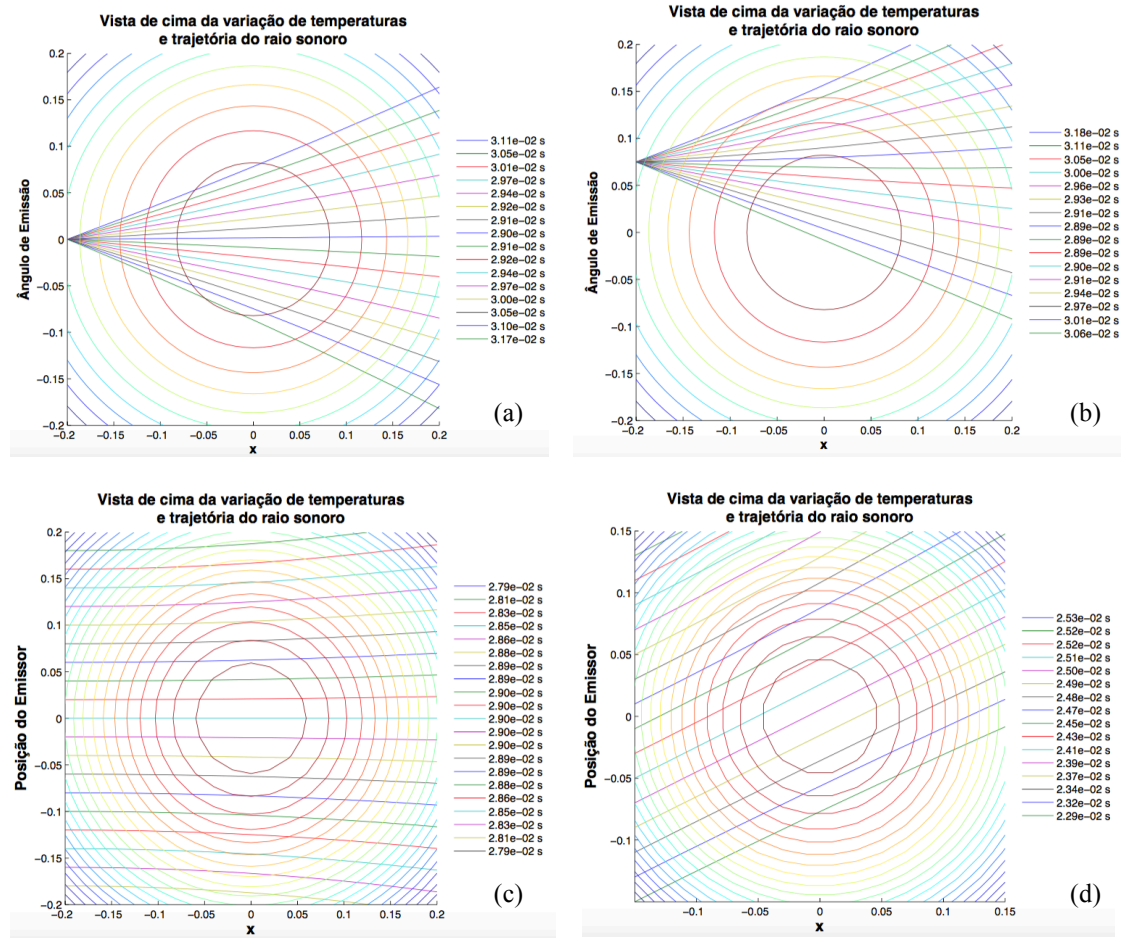 Vista de cima da variação de temperaturas
e trajetória do raio sonoro
Ângulo de Emissão
0.2
0.15
0.1
0.05
0
−0.05
−0.1
−0.15
−0.2
−0.2 −0.15 −0.1 −0.05 0 0.05 0.1 0.15 0.2
x
3.11e−02 s
3.05e−02 s
3.01e−02 s
2.97e−02 s
2.94e−02 s
2.92e−02 s
2.91e−02 s
2.90e−02 s
2.91e−02 s
2.92e−02 s
2.94e−02 s
2.97e−02 s
3.00e−02 s
3.05e−02 s
3.10e−02 s
3.17e−02 s
(a)
Vista de cima da variação de temperaturas
e trajetória do raio sonoro
Ângulo de Emissão
0.2
0.15
0.1
0.05
0
−0.05
−0.1
−0.15
−0.2
−0.2 −0.15 −0.1 −0.05 0 0.05 0.1 0.15 0.2
x
3.18e−02 s
3.11e−02 s
3.05e−02 s
3.00e−02 s
2.96e−02 s
2.93e−02 s
2.91e−02 s
2.89e−02 s
2.89e−02 s
2.89e−02 s
2.90e−02 s
2.91e−02 s
2.94e−02 s
2.97e−02 s
3.01e−02 s
3.06e−02 s
(b)
Vista de cima da variação de temperaturas
e trajetória do raio sonoro
Posição do Emissor
0.2
0.15
0.1
0.05
0
−0.05
−0.1
−0.15
−0.2
−0.2 −0.15 −0.1 −0.05 0 0.05 0.1 0.15 0.2
x
2.79e−02 s
2.81e−02 s
2.83e−02 s
2.85e−02 s
2.86e−02 s
2.88e−02 s
2.89e−02 s
2.89e−02 s
2.90e−02 s
2.90e−02 s
2.90e−02 s
2.90e−02 s
2.90e−02 s
2.89e−02 s
2.89e−02 s
2.88e−02 s
2.86e−02 s
2.85e−02 s
2.83e−02 s
2.81e−02 s
2.79e−02 s
(c)
Vista de cima da variação de temperaturas
e trajetória do raio sonoro
Posição do Emissor
0.15
0.1
0.05
0
−0.05
−0.1
−0.1 −0.05 0 0.05 0.1 0.15
x
2.53e−02 s
2.52e−02 s
2.52e−02 s
2.51e−02 s
2.50e−02 s
2.49e−02 s
2.48e−02 s
2.47e−02 s
2.45e−02 s
2.43e−02 s
2.41e−02 s
2.39e−02 s
2.37e−02 s
2.34e−02 s
2.32e−02 s
2.29e−02 s
(d)